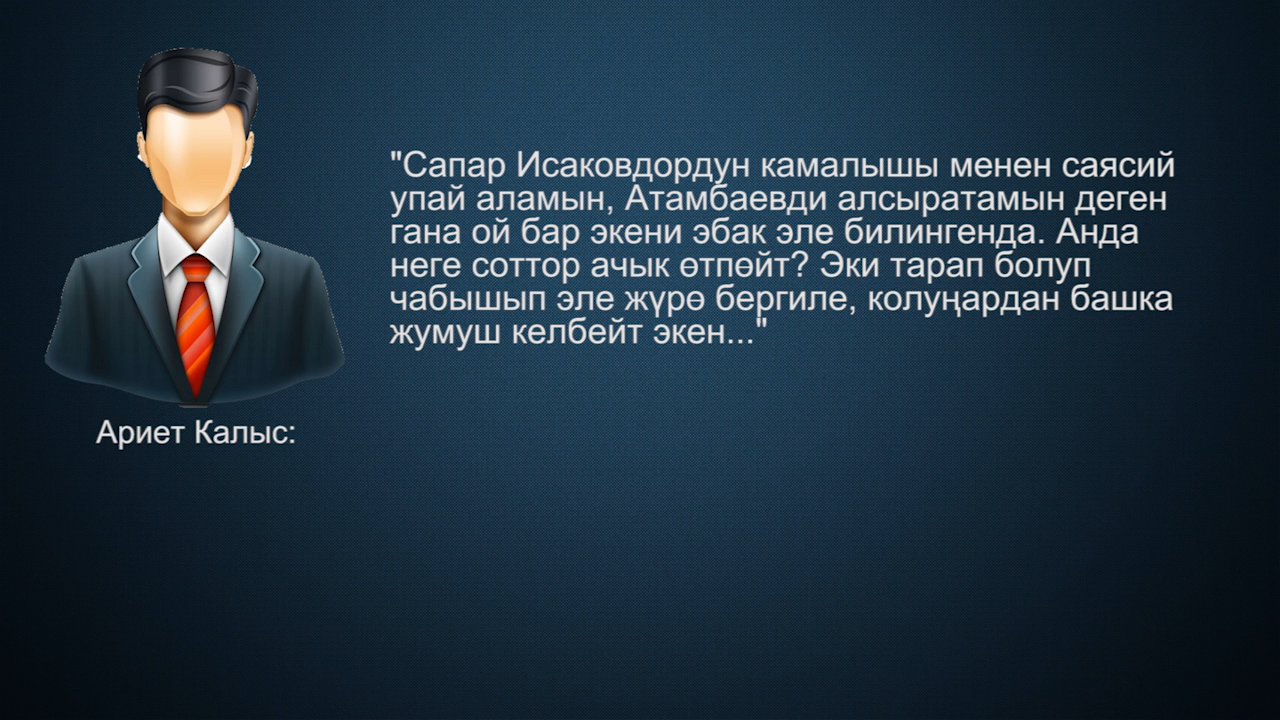 "Сапар Исаковдордун камалышы менен саясий
упай аламын, Атамбаевди алсыратамын деген
гана ой бар экени эбак эле билингенда. Анда
неге соттор ачык өтпөйт? Эки тарап болуп
чабышып эле жүрө бергиле, колуңардан башка
жумуш келбейт экен..."
Ариет Калыс: